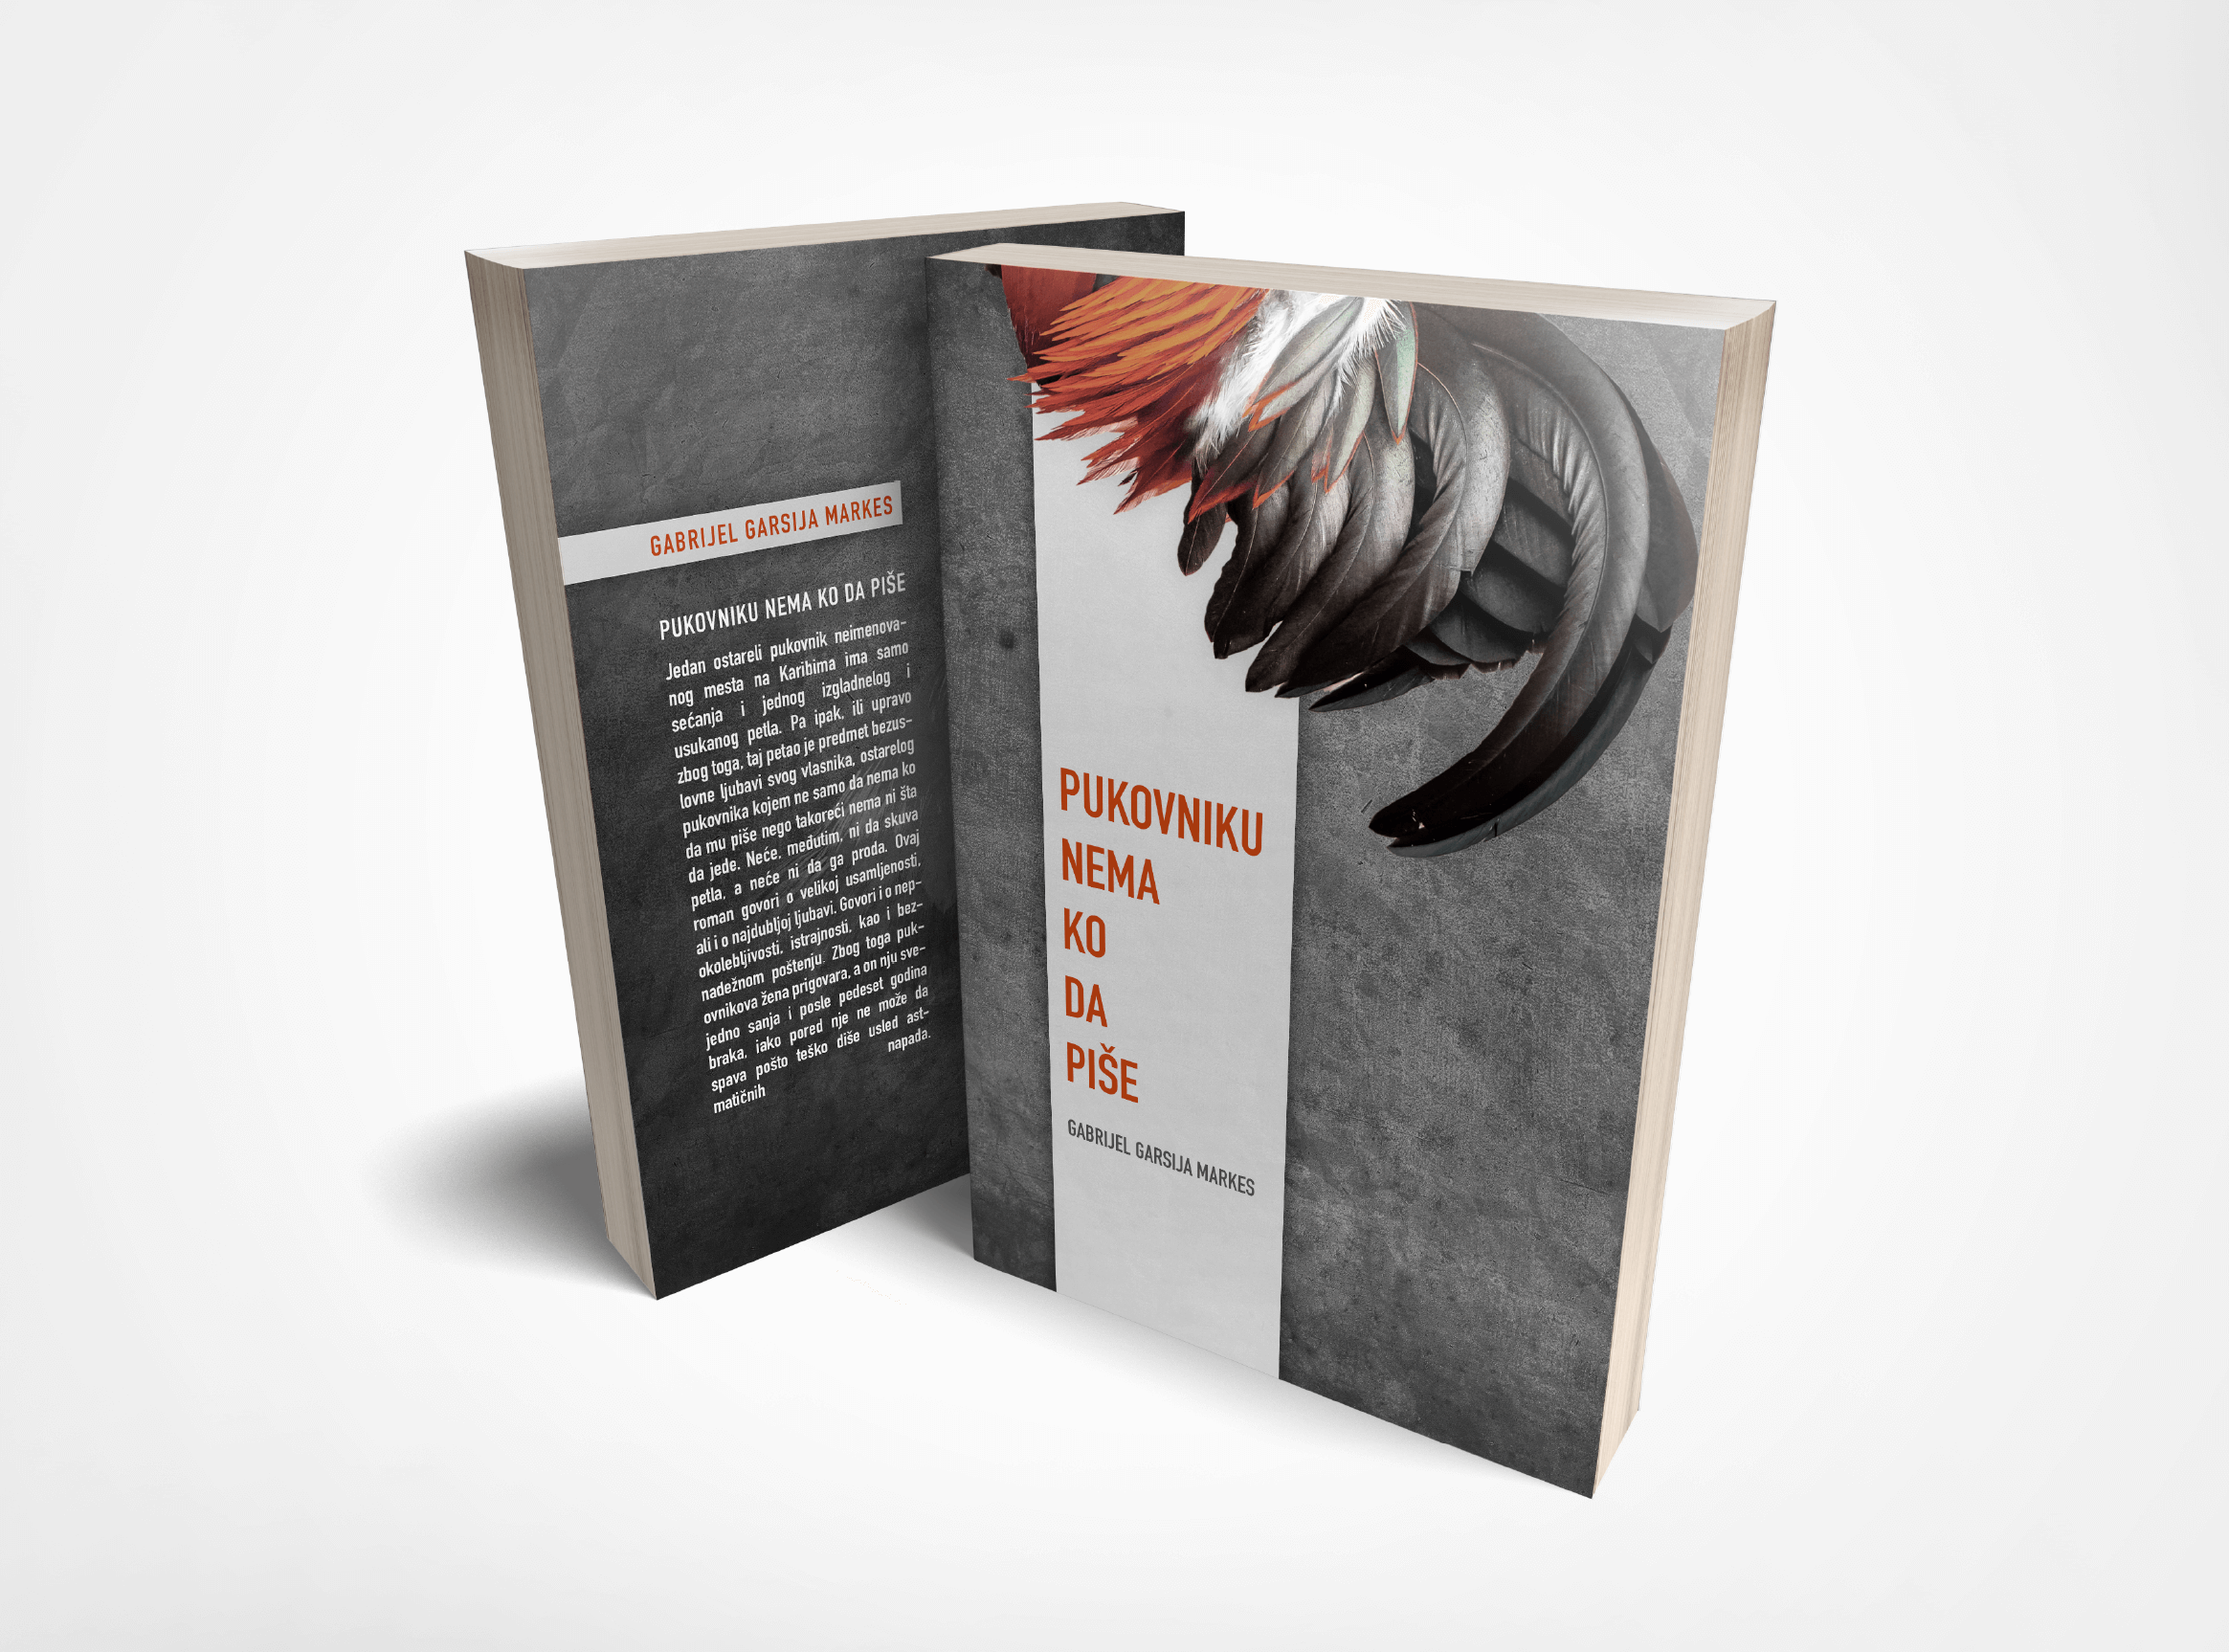 GABRIJEL GARSIJA MARKES
PUKOVNIKU NEMA KO DA PIŠE
Jedan ostareli pukovnik neimenova-
nog mesta na Karibima ima samo
sećanja i jednog izgladnelog i
usukanog petla. Pa ipak, ili upravo
zbog toga, taj petao je predmet bezus-
lovne ljubavi svog vlasnika, ostarelog
pukovnika kojem ne samo da nema ko
da mu piše nego takoreći nema ni šta
da jede. Neće, međutim, ni da skuva
petla, a neće ni da ga proda. Ovaj
roman govori o velikoj usamljenosti,
ali i o najdubljoj ljubavi. Govori i o nep-
okolebljivosti, istrajnosti, kao i bez-
nadežnom poštenju. Zbog toga puk-
ovnikova žena prigovara, a on nju sve-
jedno sanja i posle pedeset godina
braka, iako pored nje ne može da
spava pošto teško diše usled ast-
matičnih napada.
PUKOVNIKU
NEMA
KO
DA
PIŠE
GABRIJEL GARSIJA MARKES